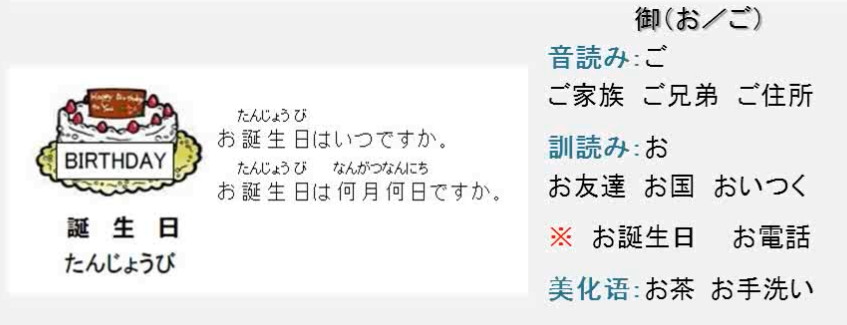 Happy Birthday
To You
BIRTHDAY
誕生日
たんじょうび
たんじょうび
お誕生日はいつですか。
たんじょうび なんがつなんにち
お誕生日は何月何日ですか。
御(お／ご)
音読み:ご
ご家族 ご兄弟 ご住所
訓読み:お
お友達 お国 おいつく
※ お誕生日 お電話
美化语:お茶 お手洗い